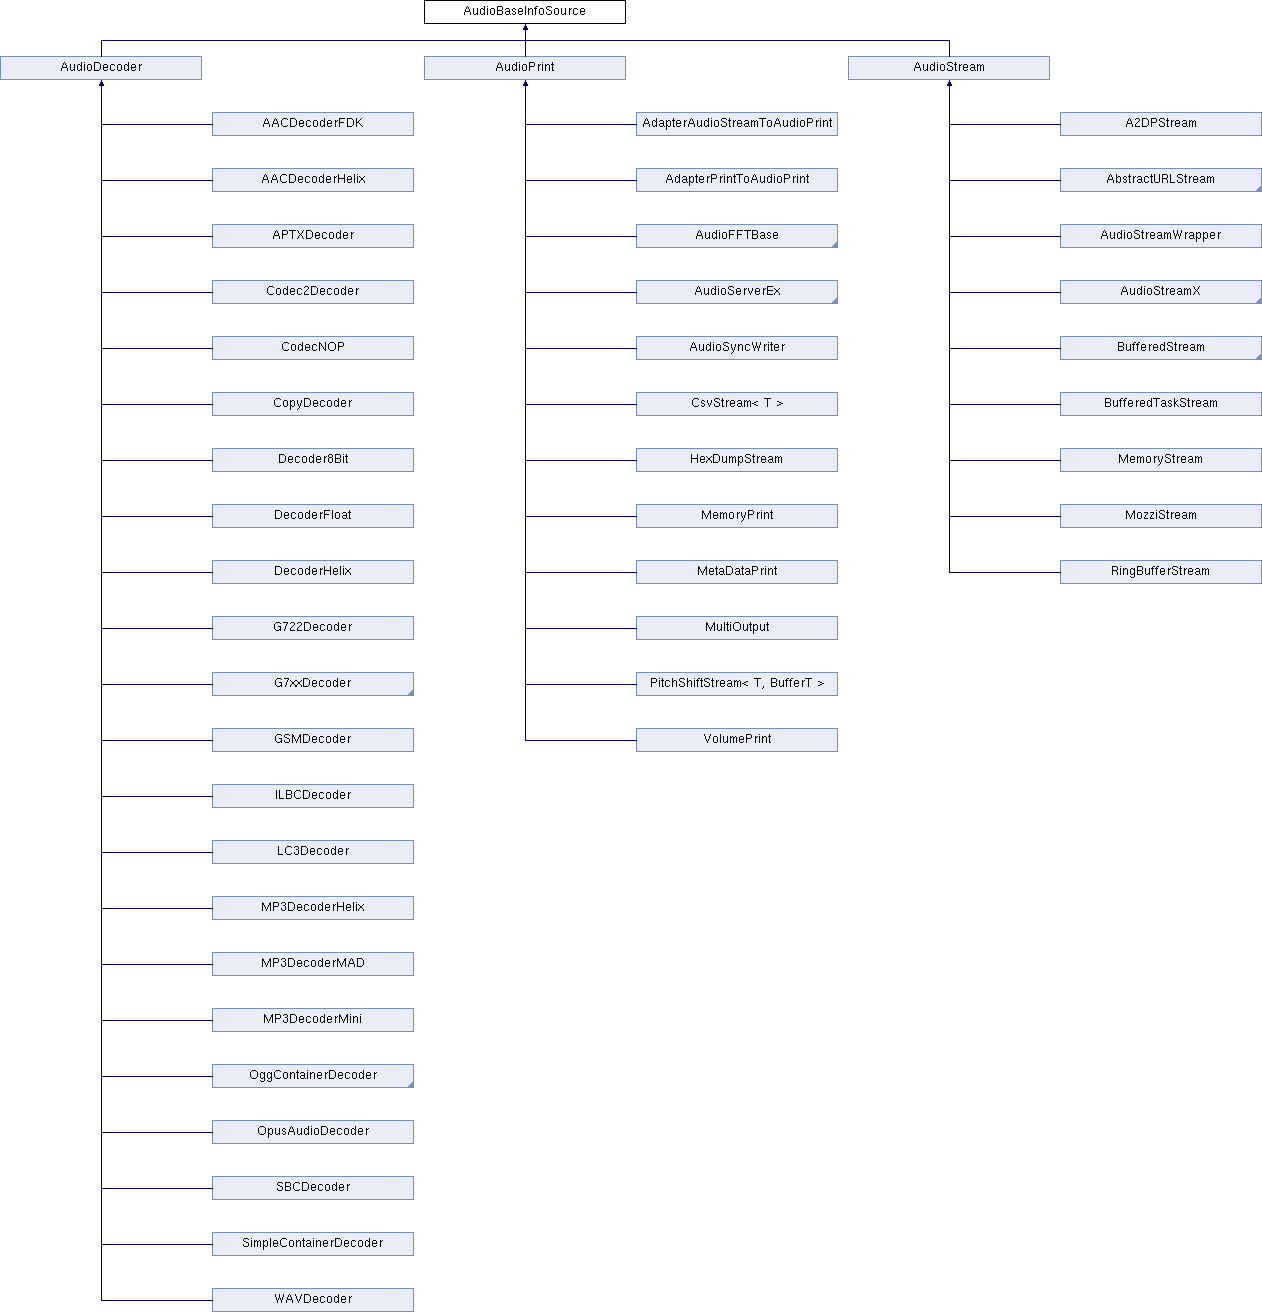 AudioBaseInfoSource
AudioDecoder
AudioPrint
AudioStream
AACDecoderFDK
AACDecoderHelix
APTXDecoder
Codec2Decoder
CodecNOP
CopyDecoder
Decoder8Bit
DecoderFloat
DecoderHelix
G722Decoder
G7xxDecoder
GSMDecoder
ILBCDecoder
LC3Decoder
MP3DecoderHelix
MP3DecoderMAD
MP3DecoderMini
OggContainerDecoder
OpusAudioDecoder
SBCDecoder
SimpleContainerDecoder
WAVDecoder
AdapterAudioStreamToAudioPrint
AdapterPrintToAudioPrint
AudioFFTBase
AudioServerEx
AudioSyncWriter
CsvStream< T >
HexDumpStream
MemoryPrint
MetaDataPrint
MultiOutput
PitchShiftStream< T, BufferT >
VolumePrint
A2DPStream
AbstractURLStream
AudioStreamWrapper
AudioStreamX
BufferedStream
BufferedTaskStream
MemoryStream
MozziStream
RingBufferStream